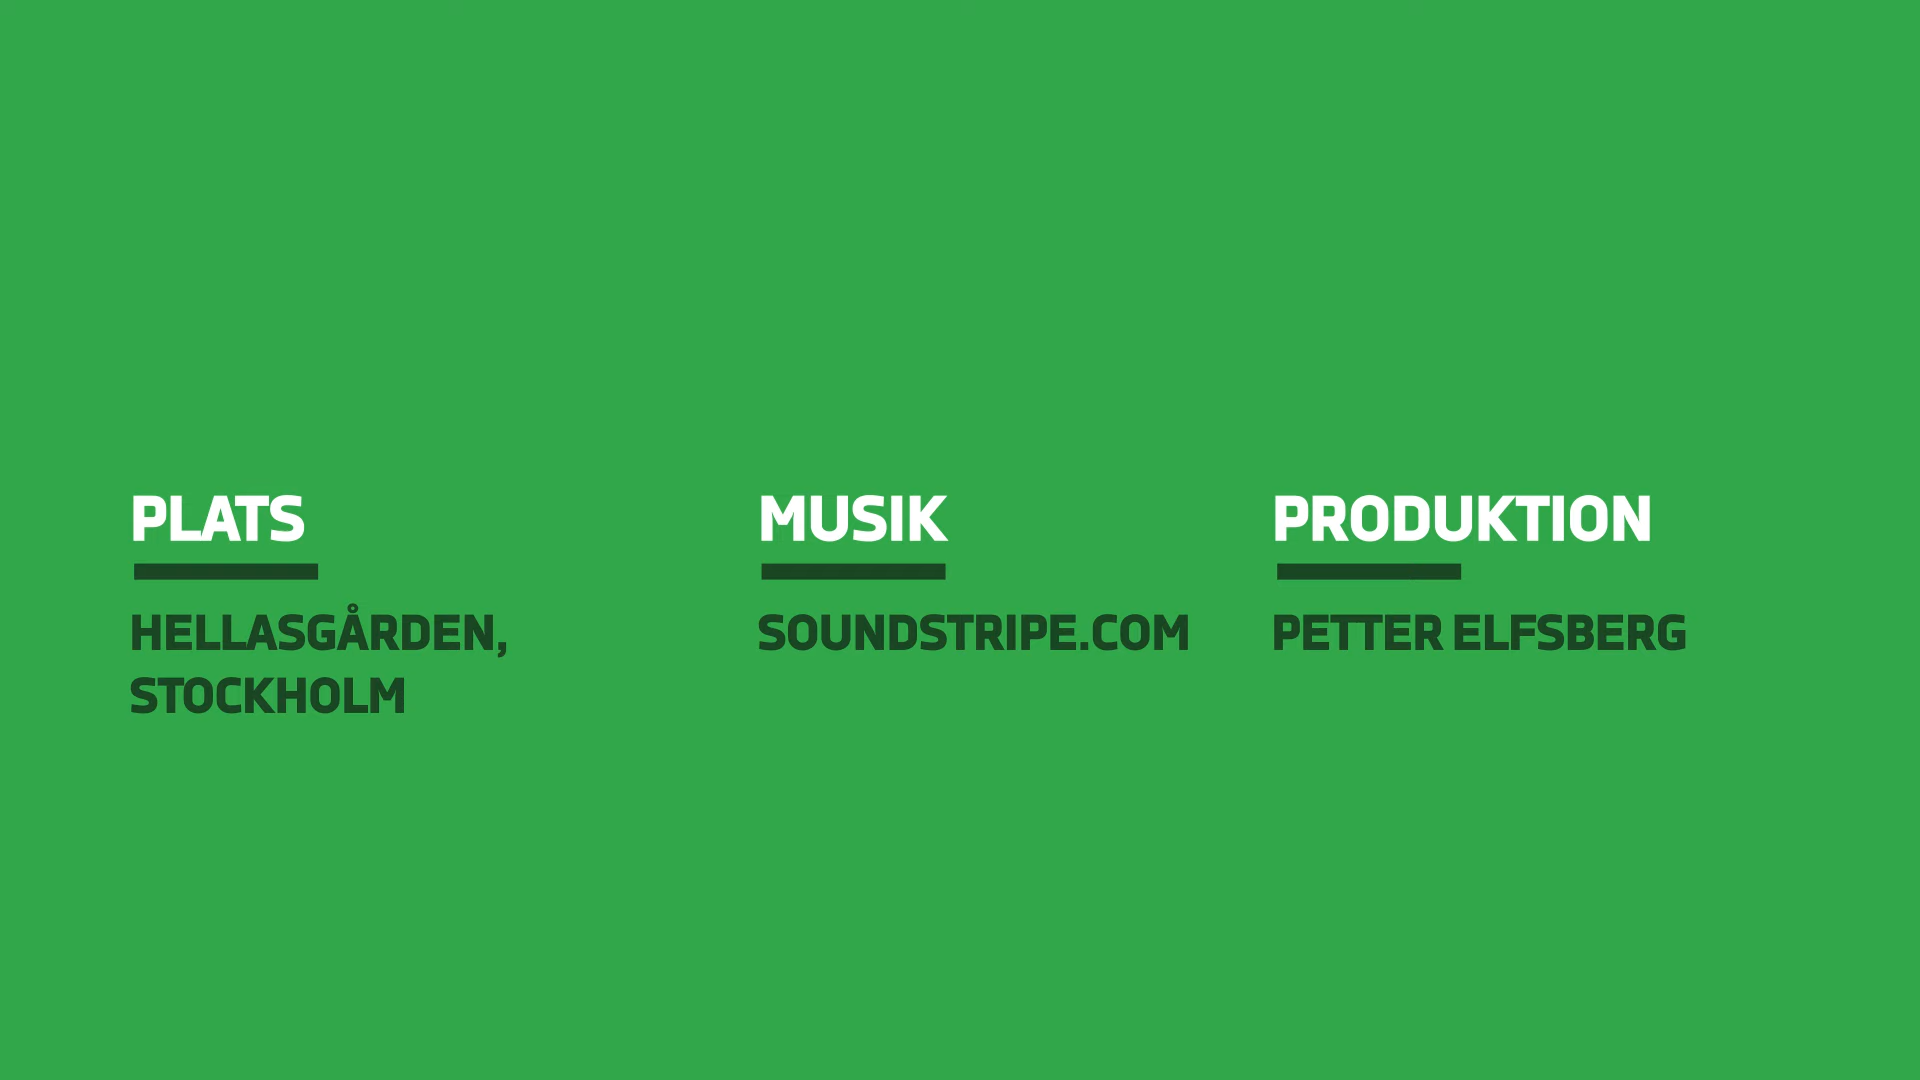 PLATS
HELLASGÅRDEN,
STOCKHOLM
MUSIK
SOUNDSTRIPE.COM
PRODUKTION
PETTER ELFSBERG